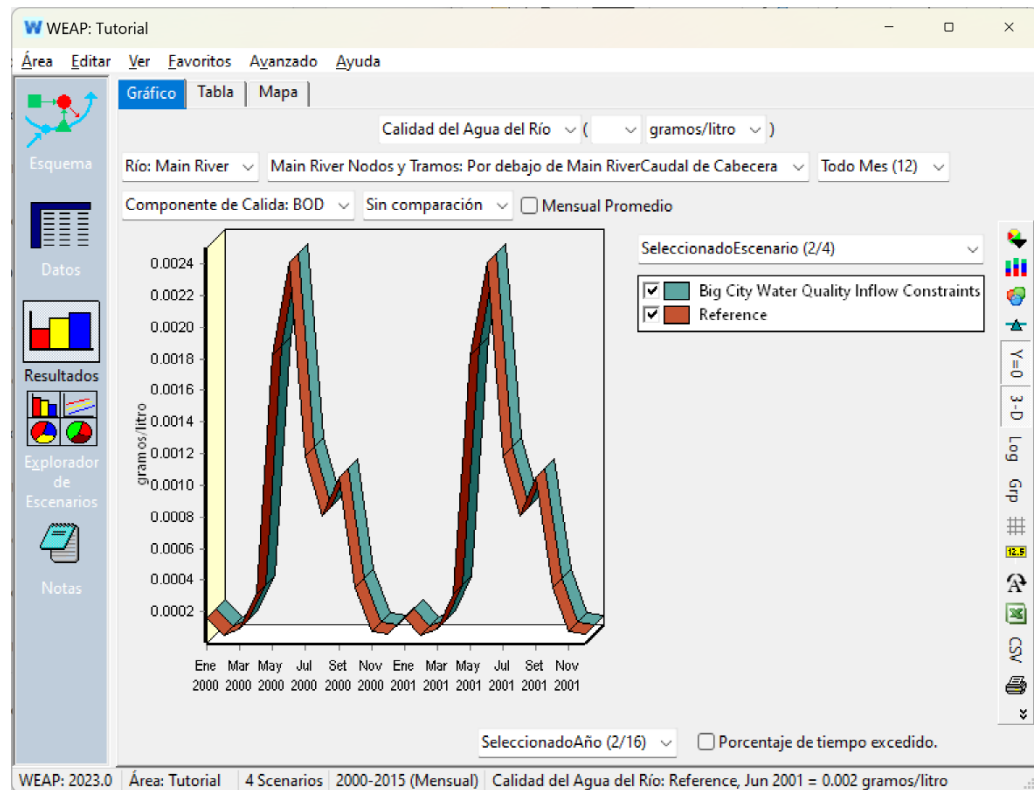 WEAP: Tutorial
Área Editar Ver Favoritos Avanzado Ayuda
Gráfico Tabla Mapa
Calidad del Agua del Río ( gramos/litro )
Río: Main River Main River Nodos y Tramos: Por debajo de Main RiverCaudal de Cabecera Todo Mes (12)
Componente de Calida: BOD Sin comparación Mensual Promedio
Esquema
Datos
Resultados
Explorador
de
Escenarios
Notas
SeleccionadoEscenario (2/4)
Big City Water Quality Inflow Constraints
Reference
gramos/litro
0.0024
0.0022
0.0020
0.0018
0.0016
0.0014
0.0012
0.0010
0.0008
0.0006
0.0004
0.0002
Ene Mar May Jul Set Nov Ene Mar May Jul Set Nov
2000 2000 2000 2000 2000 2000 2001 2001 2001 2001 2001 2001
Y=0
3-D
Log
Grp
12.5
CSV
SeleccionadoAño (2/16) Porcentaje de tiempo excedido.
WEAP: 2023.0 Área: Tutorial 4 Scenarios 2000-2015 (Mensual) Calidad del Agua del Río: Reference, Jun 2001 = 0.002 gramos/litro